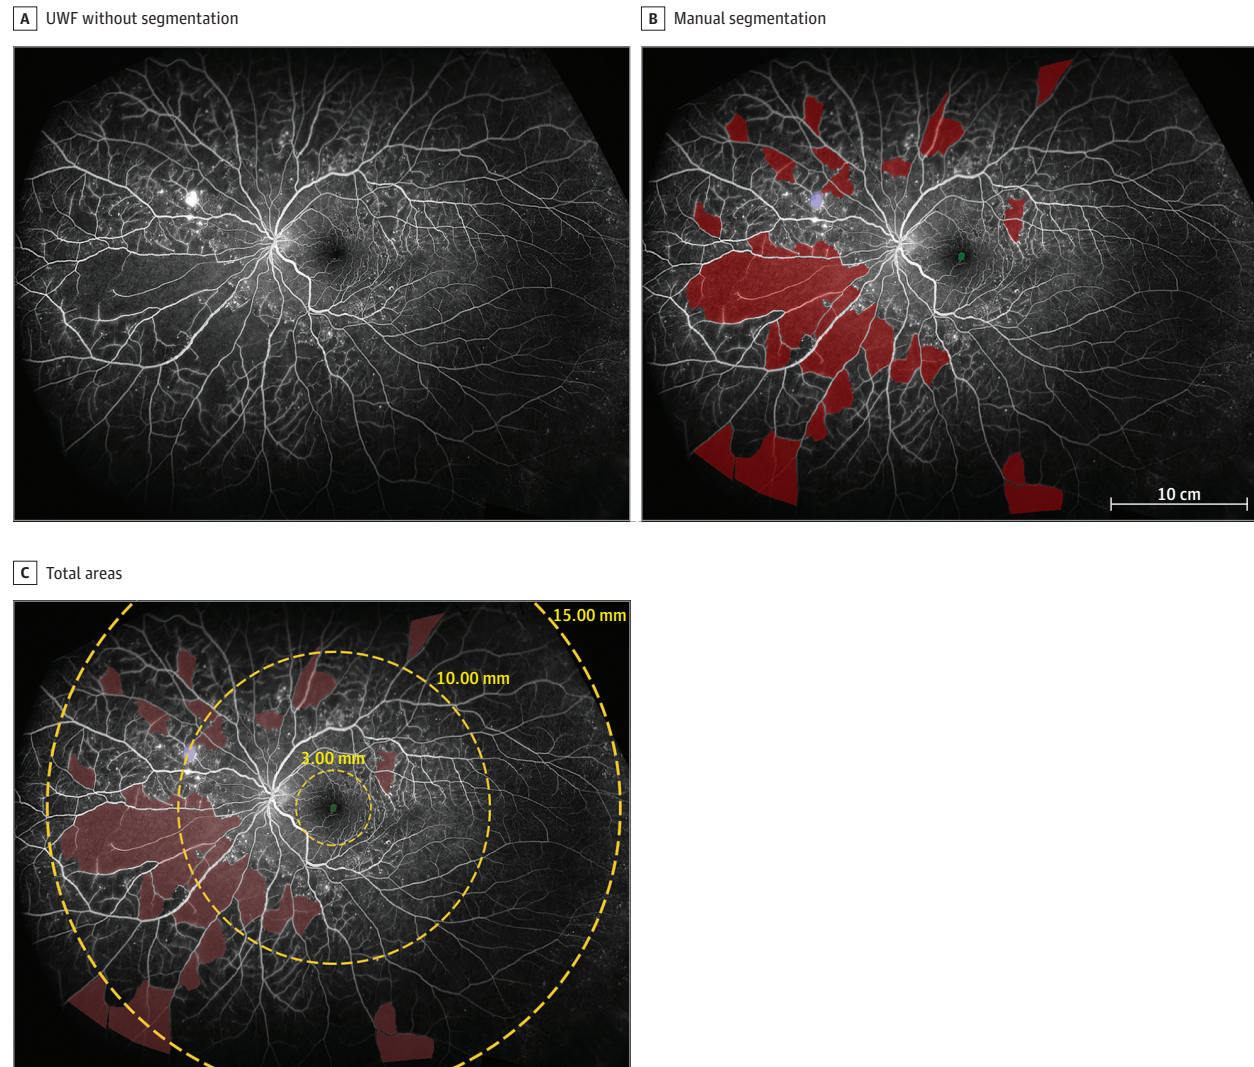 A UWF without segmentation
B Manual segmentation
10 cm
C Total areas
15.00 mm
10.00 mm
3.00 mm